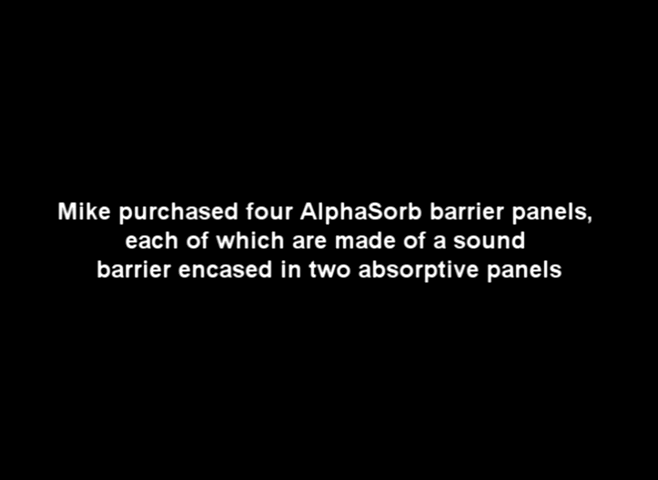 Mike purchased four AlphaSorb barrier panels,
each of which are made of a sound
barrier encased in two absorptive panels